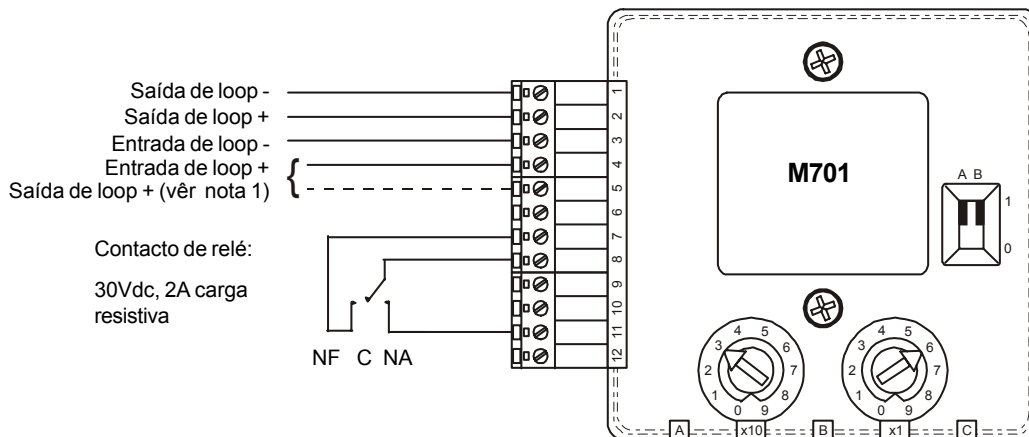 Saída de loop -
Saída de loop +
Entrada de loop -
Entrada de loop +
Saída de loop + (vêr nota 1)
Contacto de relé:
30Vdc, 2A carga
resistiva
NF C NA
1
2
3
4
5
6
7
8
9
10
11
12
M701
A B
1
0
0 1 2 3 4 5 6 7 8 9
0 1 2 3 4 5 6 7 8 9
A x10 B x1 C